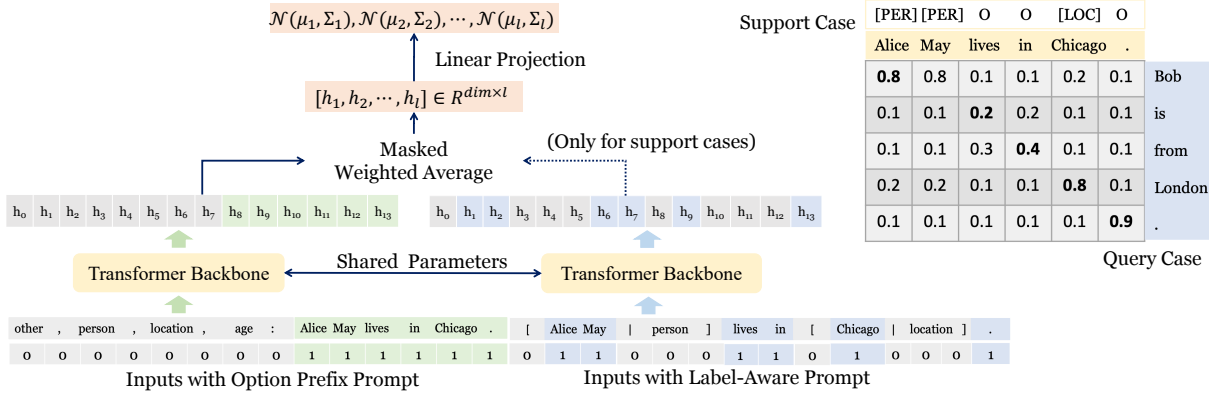 𝒩(μ₁, Σ₁), 𝒩(μ₂, Σ₂), ⋯, 𝒩(μₗ, Σₗ)
Linear Projection
[h₁, h₂, ⋯, hₗ] ∈ R^{dim×l}
Masked
Weighted Average
(Only for support cases)
h₀ h₁ h₂ h₃ h₄ h₅ h₆ h₇ h₈ h₉ h₁₀ h₁₁ h₁₂ h₁₃
h₀ h₁ h₂ h₃ h₄ h₅ h₆ h₇ h₈ h₉ h₁₀ h₁₁ h₁₂ h₁₃
Transformer Backbone
Shared Parameters
Transformer Backbone
other , person , location , age : Alice May lives in Chicago .
0 0 0 0 0 0 0 0 1 1 1 1 1 1
Inputs with Option Prefix Prompt
[ Alice May | person ] lives in [ Chicago | location ] .
0 1 1 0 0 0 1 1 0 1 0 0 0 1
Inputs with Label-Aware Prompt
Support Case
[PER] [PER] O O [LOC] O
Alice May lives in Chicago .
0.8 0.8 0.1 0.1 0.2 0.1 Bob
0.1 0.1 0.2 0.2 0.1 0.1 is
0.1 0.1 0.3 0.4 0.1 0.1 from
0.2 0.2 0.1 0.1 0.8 0.1 London
0.1 0.1 0.1 0.1 0.1 0.9 .
Query Case